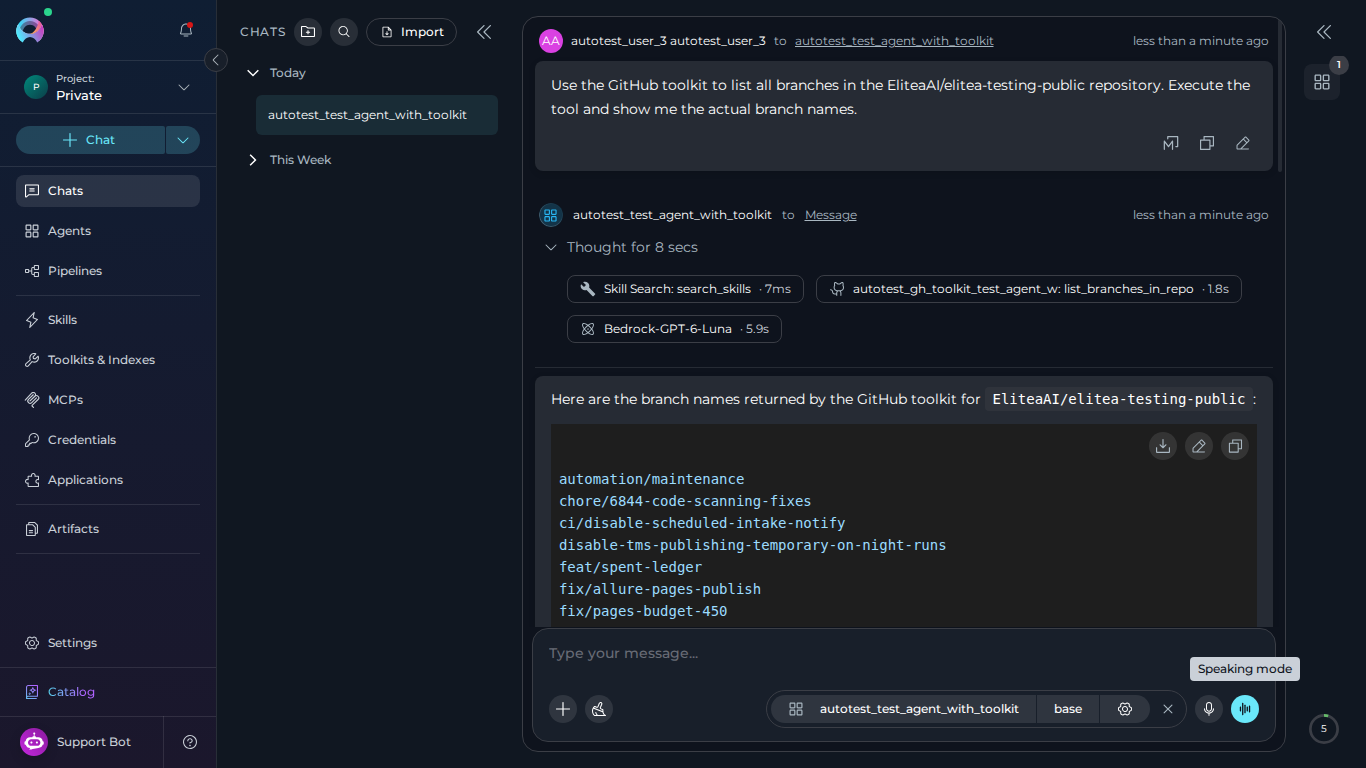 Project:
P
Private
Chat
Chats
Agents
Pipelines
Skills
Toolkits & Indexes
MCPs
Credentials
Applications
Artifacts
Settings
Catalog
Support Bot
CHATS
Import
Today
autotest_test_agent_with_toolkit
This Week
AA
autotest_user_3 autotest_user_3 to autotest_test_agent_with_toolkit
less than a minute ago
Use the GitHub toolkit to list all branches in the EliteaAI/elitea-testing-public repository. Execute the
tool and show me the actual branch names.
autotest_test_agent_with_toolkit to Message
less than a minute ago
Thought for 8 secs
Skill Search: search_skills · 7ms
autotest_gh_toolkit_test_agent_w: list_branches_in_repo · 1.8s
Bedrock-GPT-6-Luna · 5.9s
Here are the branch names returned by the GitHub toolkit for EliteaAI/elitea-testing-public :
automation/maintenance
chore/6844-code-scanning-fixes
ci/disable-scheduled-intake-notify
disable-tms-publishing-temporary-on-night-runs
feat/spent-ledger
fix/allure-pages-publish
fix/pages-budget-450
Type your message...
Speaking mode
autotest_test_agent_with_toolkit
base
1
5